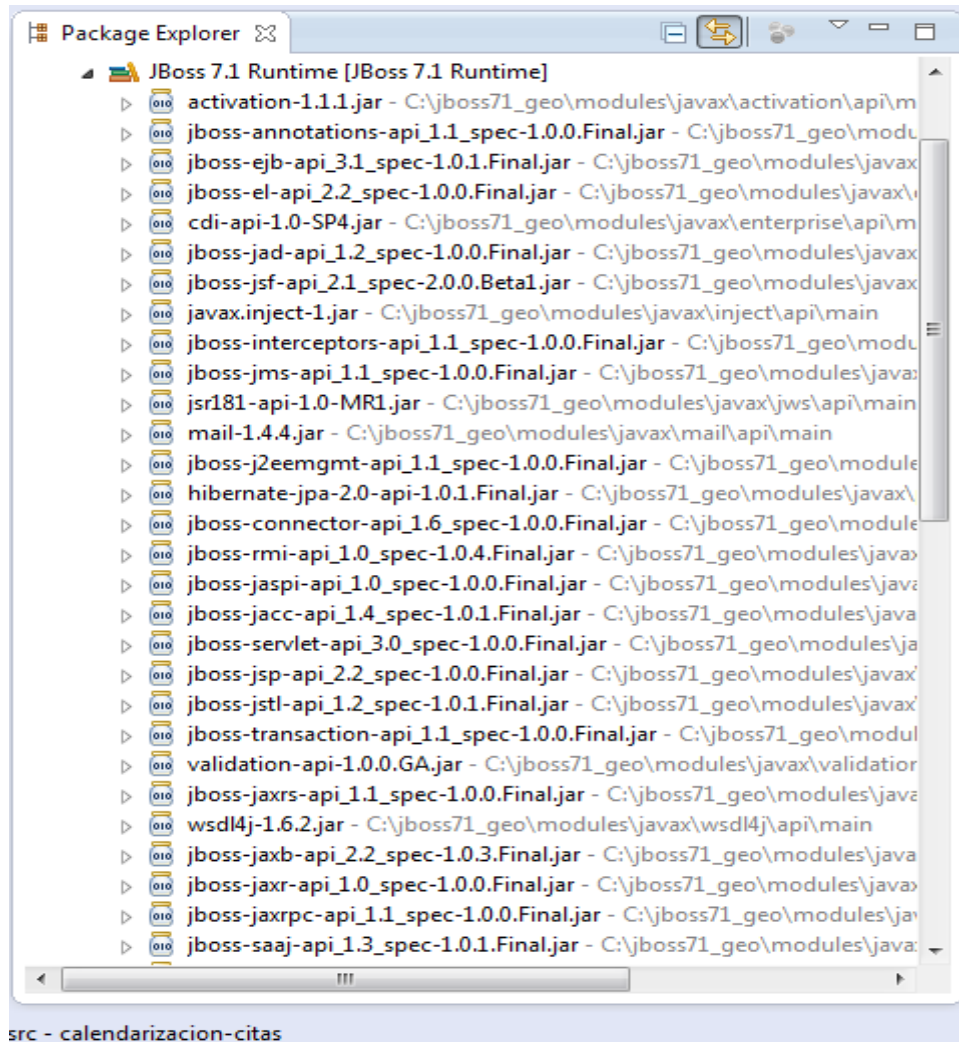 Package Explorer
JBoss 7.1 Runtime [JBoss 7.1 Runtime]
activation-1.1.1.jar - C:\jboss71_geo\modules\javax\activation\api\m
jboss-annotations-api_1.1_spec-1.0.0.Final.jar - C:\jboss71_geo\modu
jboss-ejb-api_3.1_spec-1.0.1.Final.jar - C:\jboss71_geo\modules\javax
jboss-el-api_2.2_spec-1.0.0.Final.jar - C:\jboss71_geo\modules\javax\
cdi-api-1.0-SP4.jar - C:\jboss71_geo\modules\javax\enterprise\api\m
jboss-jad-api_1.2_spec-1.0.0.Final.jar - C:\jboss71_geo\modules\javax
jboss-jsf-api_2.1_spec-2.0.0.Beta1.jar - C:\jboss71_geo\modules\javax
javax.inject-1.jar - C:\jboss71_geo\modules\javax\inject\api\main
jboss-interceptors-api_1.1_spec-1.0.0.Final.jar - C:\jboss71_geo\modu
jboss-jms-api_1.1_spec-1.0.0.Final.jar - C:\jboss71_geo\modules\javax
jsr181-api-1.0-MR1.jar - C:\jboss71_geo\modules\javax\jws\api\main
mail-1.4.4.jar - C:\jboss71_geo\modules\javax\mail\api\main
jboss-j2eemgmt-api_1.1_spec-1.0.0.Final.jar - C:\jboss71_geo\module
hibernate-jpa-2.0-api-1.0.1.Final.jar - C:\jboss71_geo\modules\javax\
jboss-connector-api_1.6_spec-1.0.0.Final.jar - C:\jboss71_geo\module
jboss-rmi-api_1.0_spec-1.0.4.Final.jar - C:\jboss71_geo\modules\javax
jboss-jaspi-api_1.0_spec-1.0.0.Final.jar - C:\jboss71_geo\modules\java
jboss-jacc-api_1.4_spec-1.0.1.Final.jar - C:\jboss71_geo\modules\java
jboss-servlet-api_3.0_spec-1.0.0.Final.jar - C:\jboss71_geo\modules\ja
jboss-jsp-api_2.2_spec-1.0.0.Final.jar - C:\jboss71_geo\modules\javax\
jboss-jstl-api_1.2_spec-1.0.1.Final.jar - C:\jboss71_geo\modules\javax\
jboss-transaction-api_1.1_spec-1.0.0.Final.jar - C:\jboss71_geo\modul
validation-api-1.0.0.GA.jar - C:\jboss71_geo\modules\javax\validation
jboss-jaxrs-api_1.1_spec-1.0.0.Final.jar - C:\jboss71_geo\modules\java
wsdl4j-1.6.2.jar - C:\jboss71_geo\modules\javax\wsdl4j\api\main
jboss-jaxb-api_2.2_spec-1.0.3.Final.jar - C:\jboss71_geo\modules\java
jboss-jaxr-api_1.0_spec-1.0.0.Final.jar - C:\jboss71_geo\modules\javax
jboss-jaxrpc-api_1.1_spec-1.0.0.Final.jar - C:\jboss71_geo\modules\jav
jboss-saaj-api_1.3_spec-1.0.1.Final.jar - C:\jboss71_geo\modules\java
src - calendarizacion-citas